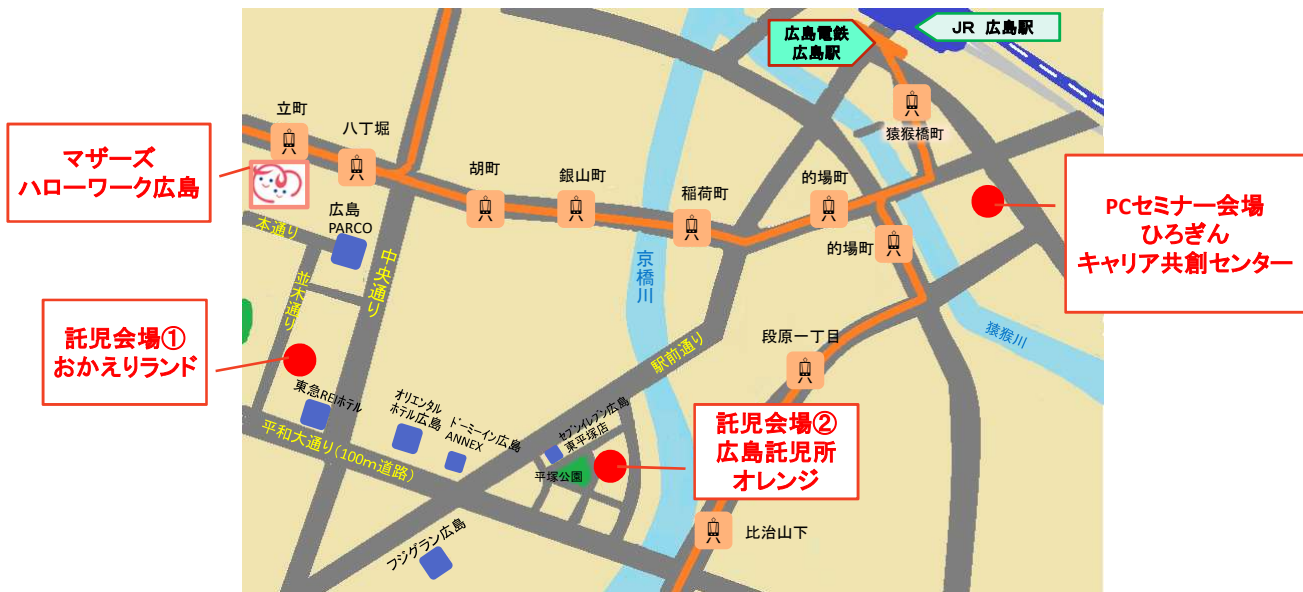 広島電鉄
広島駅
JR 広島駅
立町
八丁堀
猿猴橋町
マザーズ
ハローワーク広島
胡町
銀山町
稲荷町
的場町
PCセミナー会場
ひろぎん
キャリア共創センター
広島
PARCO
本通り
的場町
中央通り
京橋川
並木通り
託児会場①
おかえりランド
猿猴川
段原一丁目
駅前通り
東急REIホテル
オリエンタル
ホテル広島
ドーミーイン広島
ANNEX
セブンイレブン広島
東平塚店
託児会場②
広島託児所
オレンジ
平和大通り(100m道路)
平塚公園
フジグラン広島
比治山下